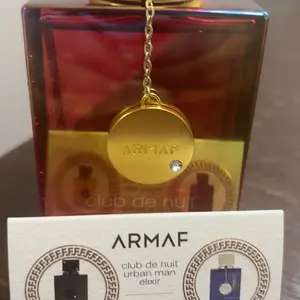 ARMAF
club de nuit
ARMAF
club de nuit
urban man
elixir